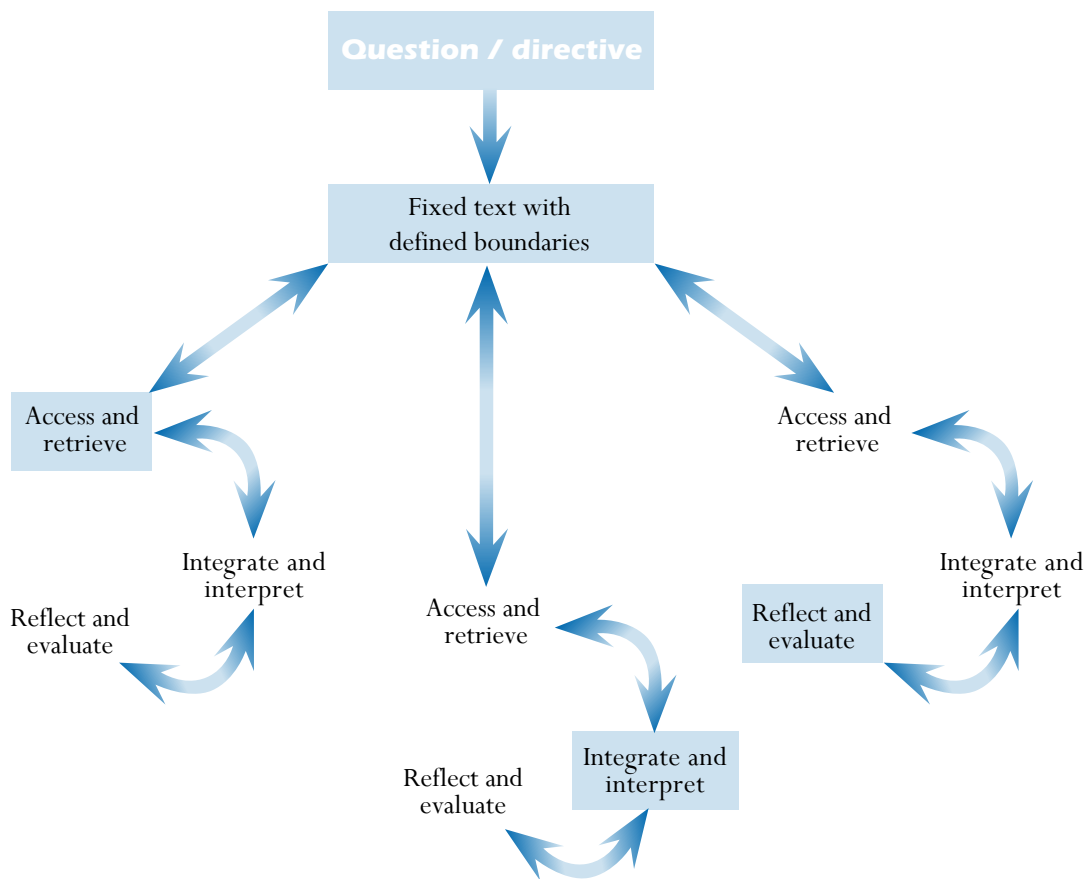 Question / directive
Fixed text with
defined boundaries
Access and
retrieve
Integrate and
interpret
Reflect and
evaluate
Access and
retrieve
Integrate and
interpret
Reflect and
evaluate
Access and
retrieve
Integrate and
interpret
Reflect and
evaluate